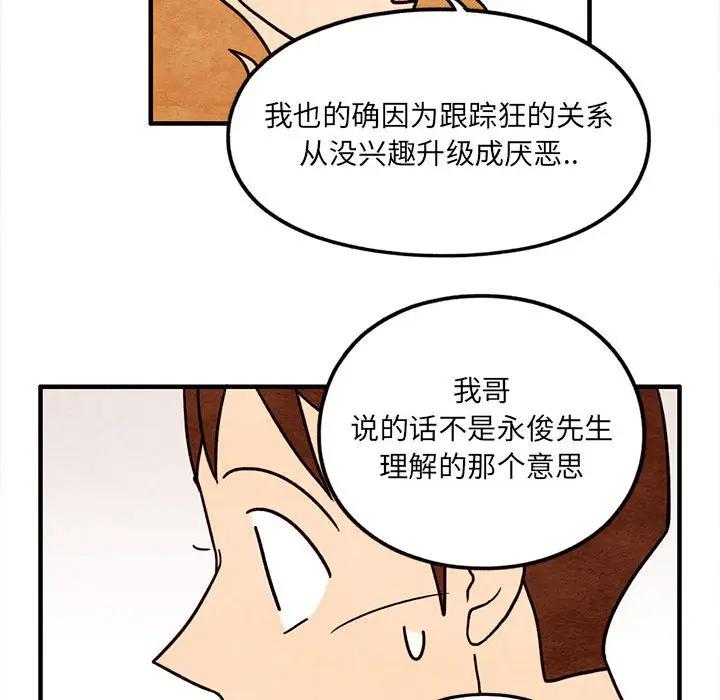 我也的确因为跟踪狂的关系
从没兴趣升级成厌恶..
我哥
说的话不是永俊先生
理解的那个意思